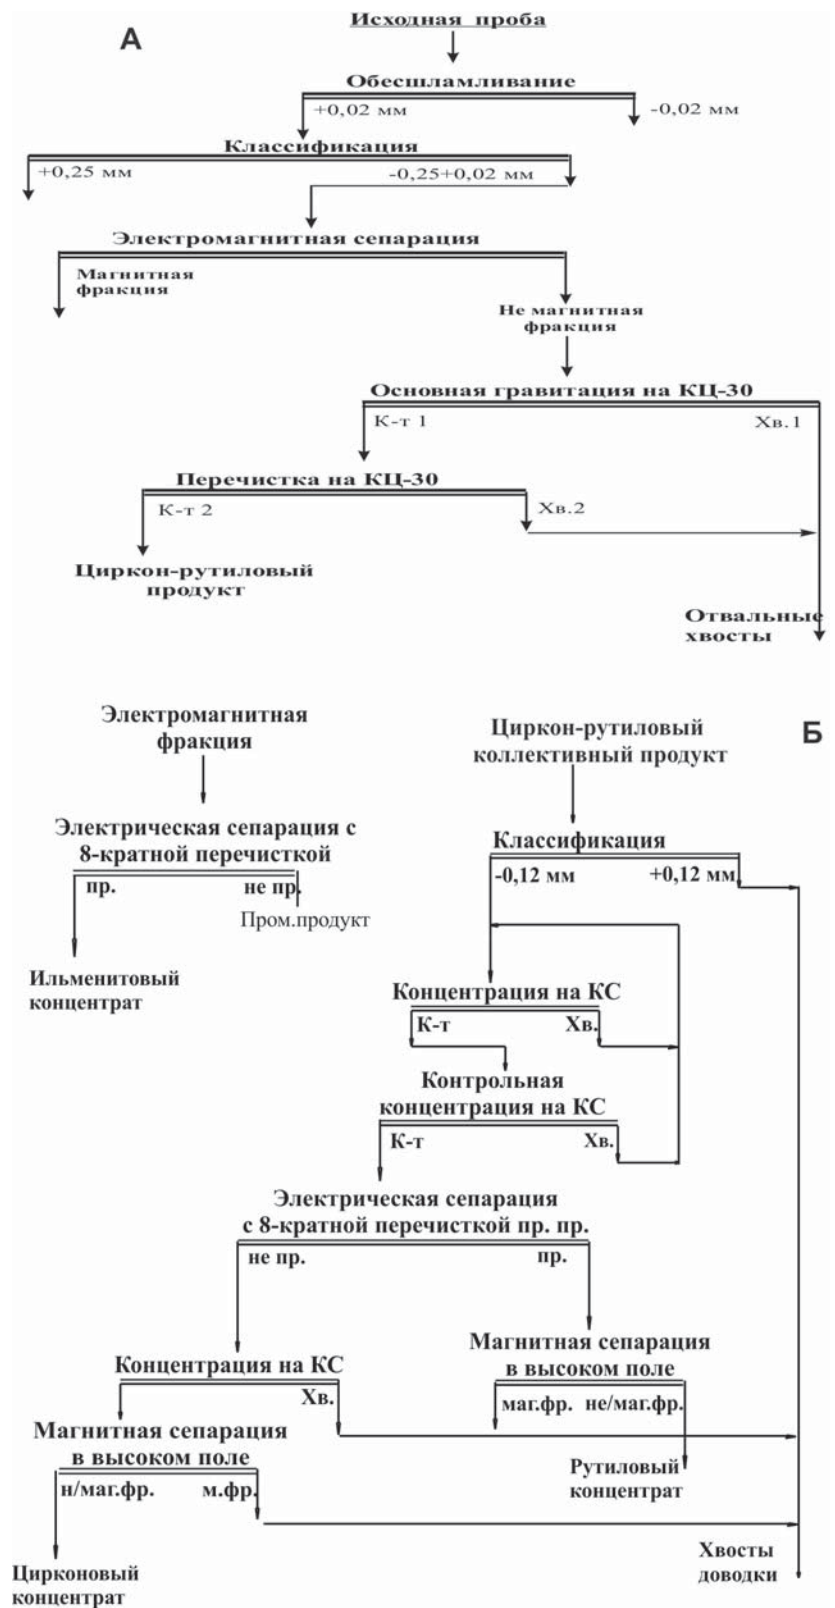 А
Исходная проба
Обесшламливание
+0,02 мм
-0,02 мм
Классификация
+0,25 мм
-0,25+0,02 мм
Электромагнитная сепарация
Магнитная
фракция
Не магнитная
фракция
Основная гравитация на КЦ-30
К-т 1
Хв.1
Перечистка на КЦ-30
К-т 2
Хв.2
Циркон-рутиловый
продукт
Отвальные
хвосты
Б
Электромагнитная
фракция
Электрическая сепарация с
8-кратной перечисткой
пр.
не пр.
Пром.продукт
Ильменитовый
концентрат
Циркон-рутиловый
коллективный продукт
Классификация
-0,12 мм
+0,12 мм
Концентрация на КС
К-т
Хв.
Контрольная
концентрация на КС
К-т
Хв.
Электрическая сепарация
с 8-кратной перечисткой пр. пр.
не пр.
пр.
Концентрация на КС
Хв.
Магнитная сепарация
в высоком поле
маг.фр. не/маг.фр.
Рутиловый
концентрат
Магнитная сепарация
в высоком поле
н/маг.фр.
м.фр.
Цирконовый
концентрат
Хвосты
доводки